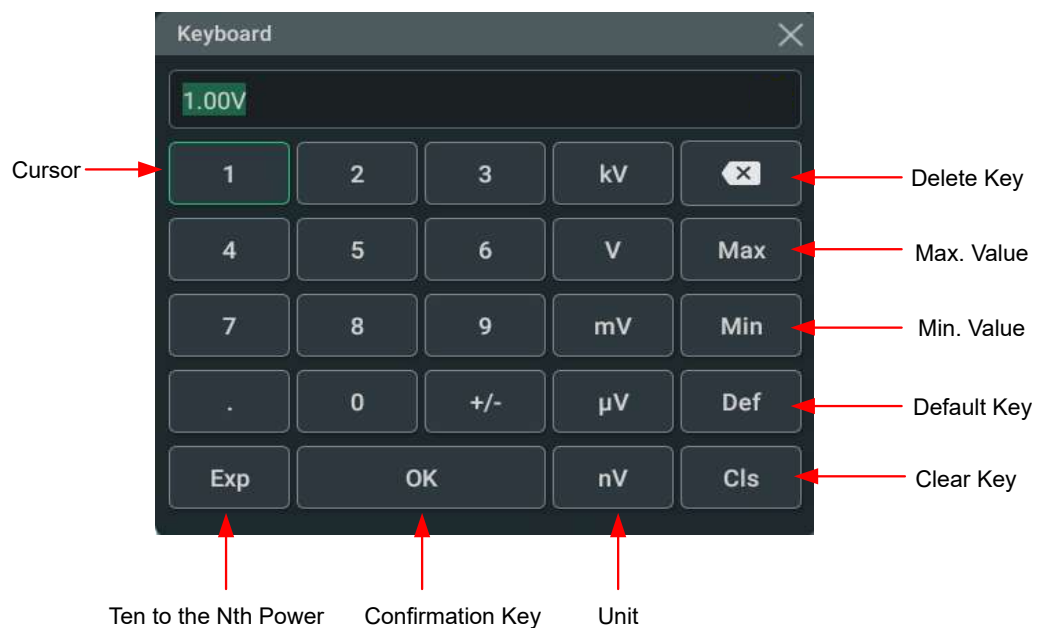 Keyboard
1.00V
Cursor 1 2 3 kV Delete Key
4 5 6 V Max Max. Value
7 8 9 mV Min Min. Value
. 0 +/- µV Def Default Key
Exp OK nV Cls Clear Key
Ten to the Nth Power Confirmation Key Unit